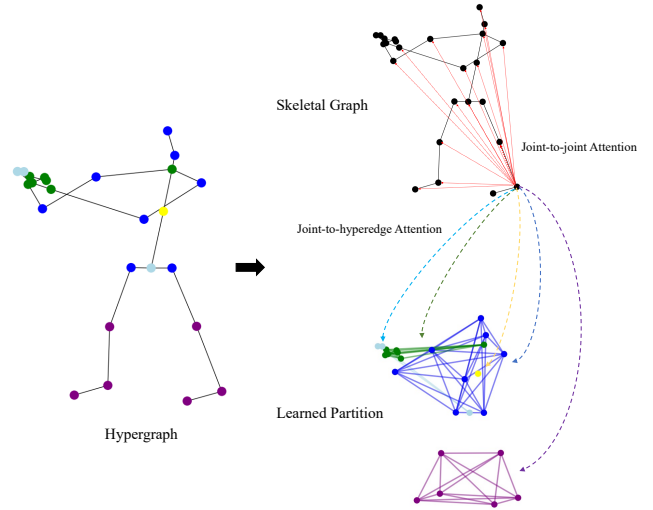 Skeletal Graph
Joint-to-joint Attention
Joint-to-hyperedge Attention
Learned Partition
Hypergraph